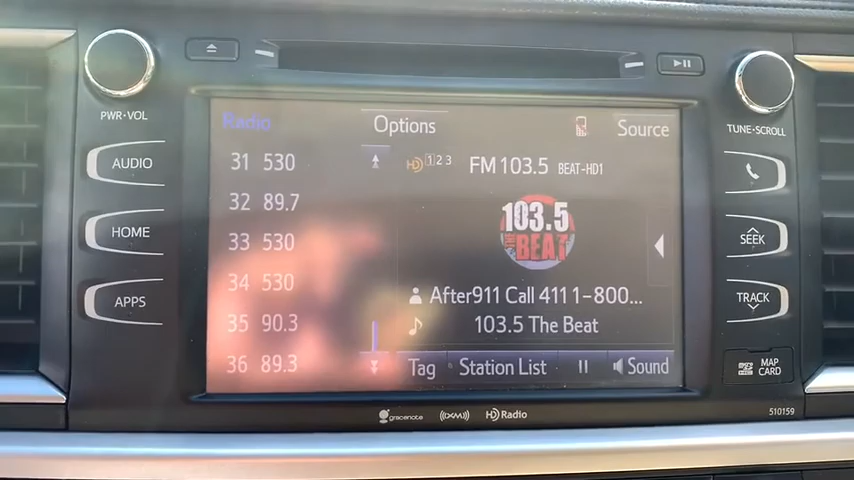 PWR•VOL
AUDIO
HOME
APPS
Radio
Options
Source
31 530
32 89.7
33 530
34 530
35 90.3
36 89.3
HD 1 2 3 FM 103.5 BEAT-HD1
103.5
THE
BEAT
After911 Call 411 1-800...
103.5 The Beat
Tag
Station List
Sound
TUNE•SCROLL
SEEK
TRACK
micro SD
MAP
CARD
510159
gracenote
((XM))
HD Radio